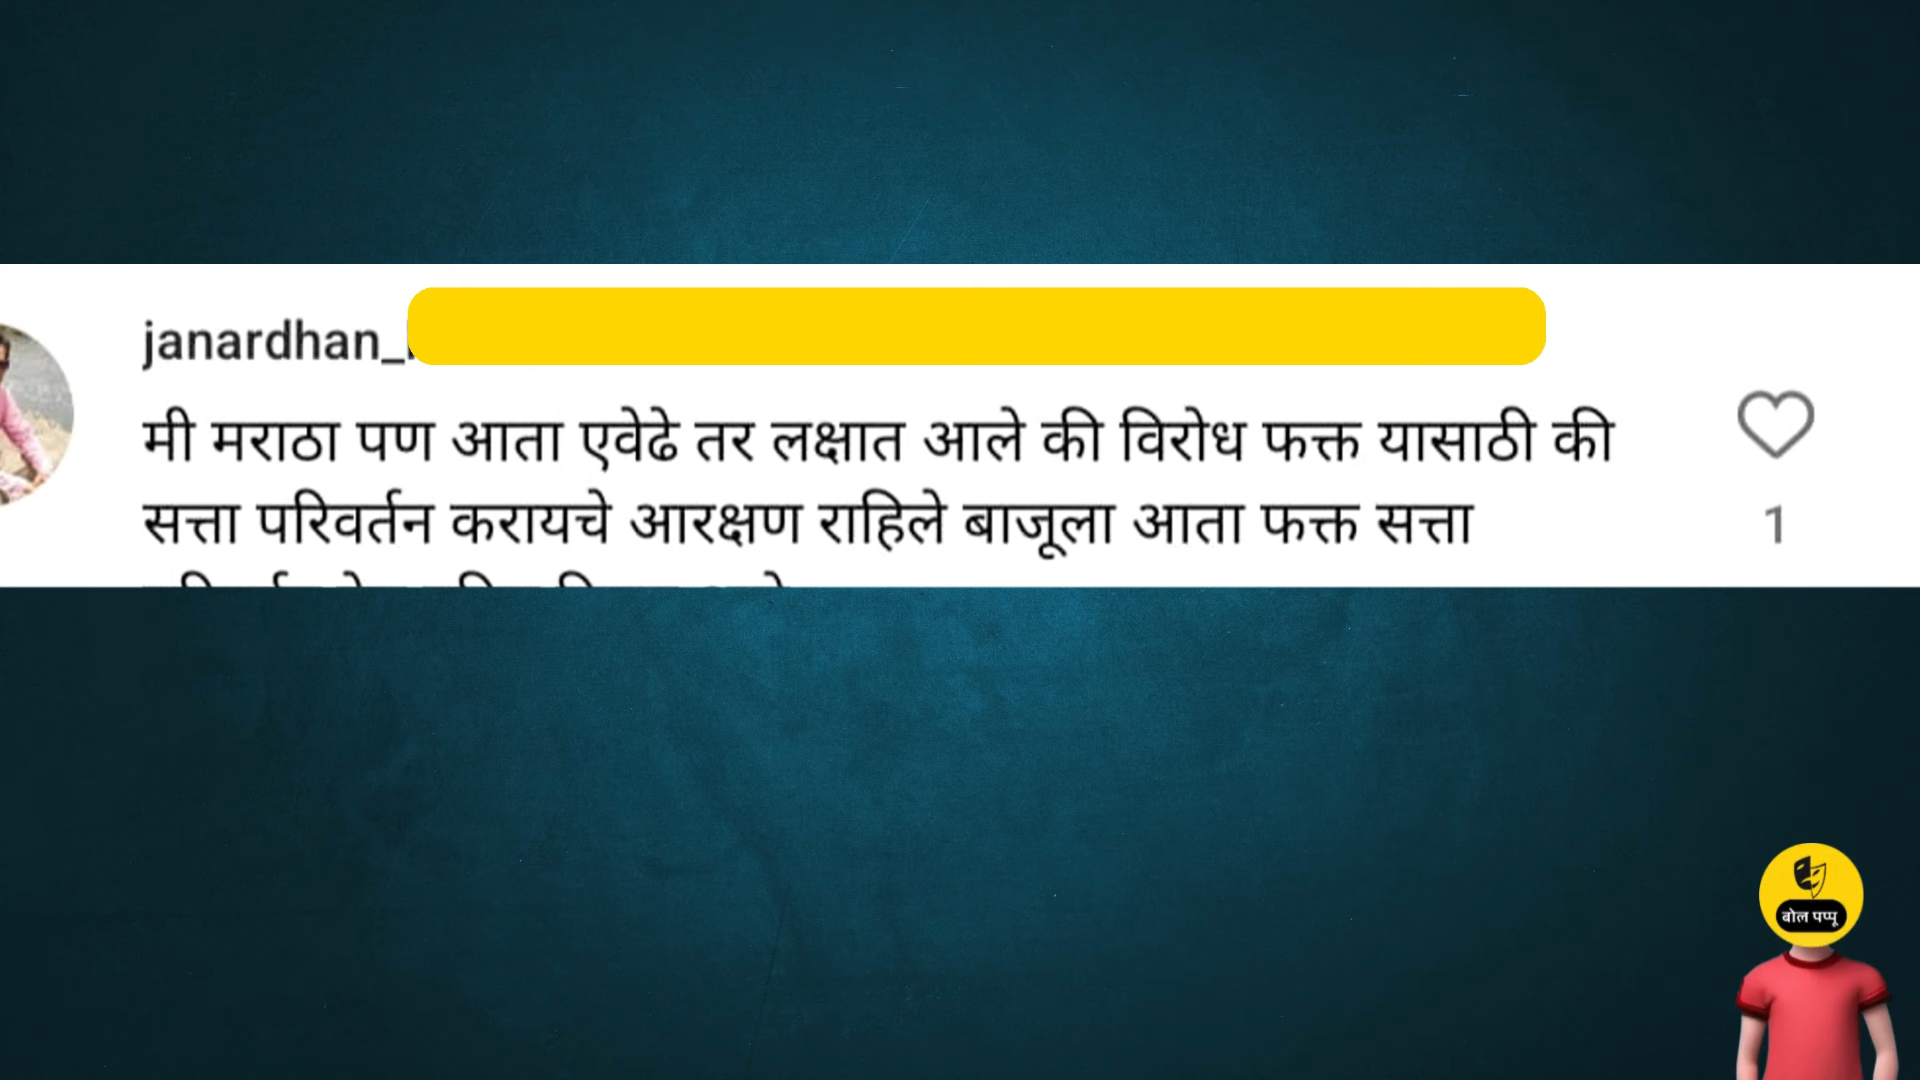 janardhan_
मी मराठा पण आता एवेढे तर लक्षात आले की विरोध फक्त यासाठी की
सत्ता परिवर्तन करायचे आरक्षण राहिले बाजूला आता फक्त सत्ता
1
बोल पप्पू